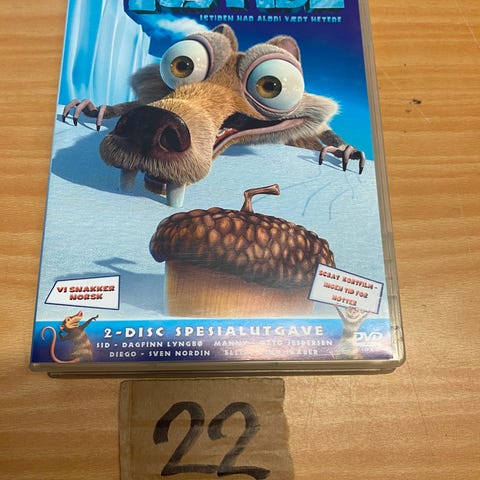 ISTIDEN HAR ALDRI VÆRT HETERE
VI SNAKKER
NORSK
SCRAT KORTFILM -
INGEN TID FOR
NØTTER
2-DISC SPESIALUTGAVE
SID - DAGFINN LYNGBØ MANNY - OTTO JESPERSEN
DIEGO - SVEN NORDIN
DVD
22